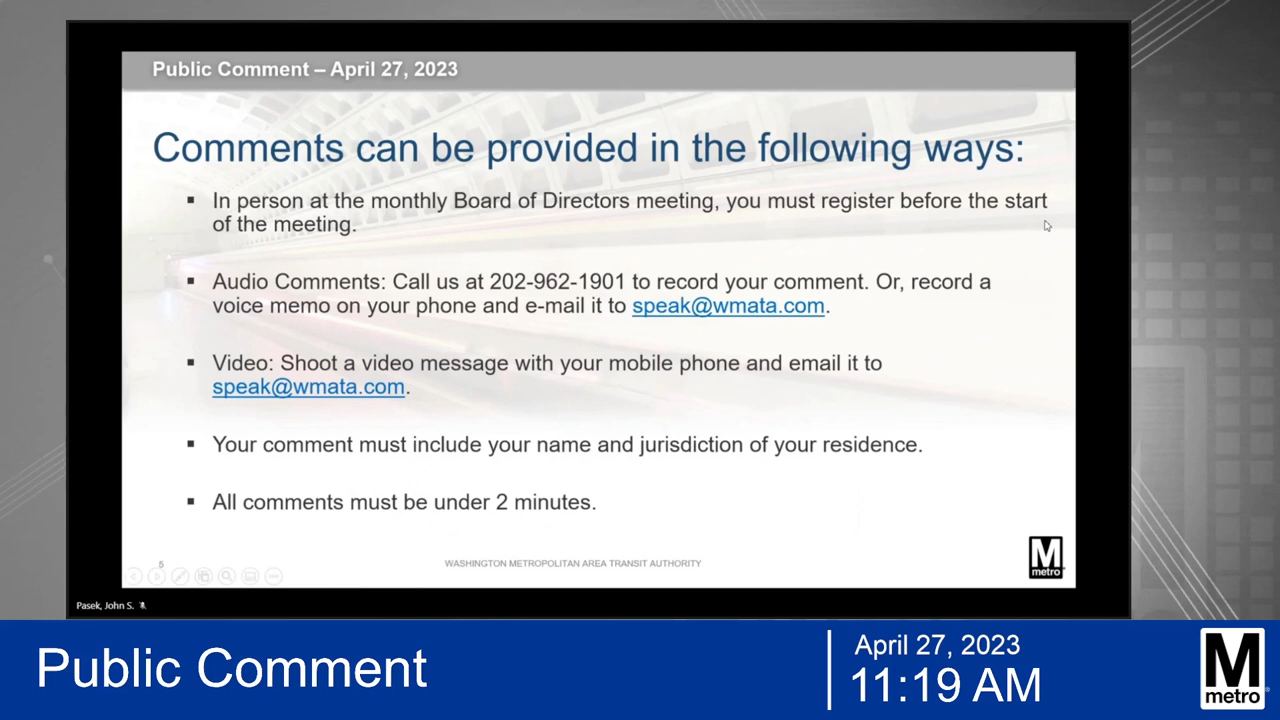 Public Comment – April 27, 2023
Comments can be provided in the following ways:
▪ In person at the monthly Board of Directors meeting, you must register before the start
of the meeting.
▪ Audio Comments: Call us at 202-962-1901 to record your comment. Or, record a
voice memo on your phone and e-mail it to speak@wmata.com.
▪ Video: Shoot a video message with your mobile phone and email it to
speak@wmata.com.
▪ Your comment must include your name and jurisdiction of your residence.
▪ All comments must be under 2 minutes.
5
WASHINGTON METROPOLITAN AREA TRANSIT AUTHORITY
M
metro
Pasek, John S.
Public Comment
April 27, 2023
11:19 AM
M
metro